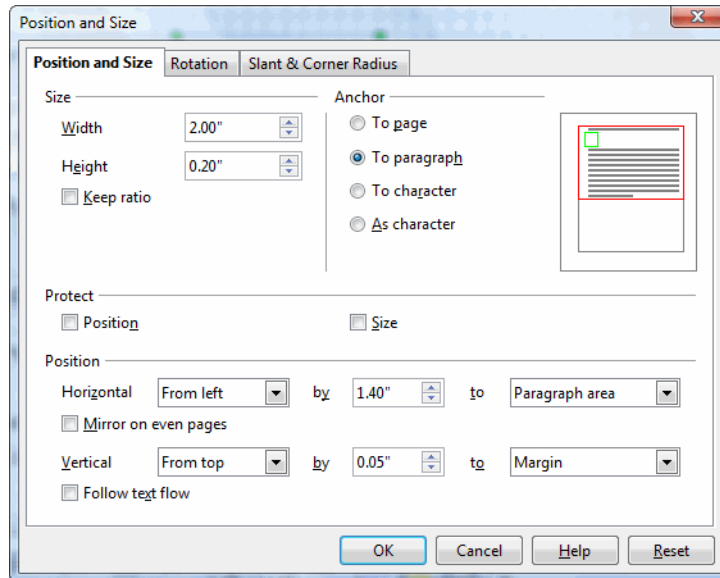 Position and Size
Position and Size Rotation Slant & Corner Radius
Size
Width 2.00"
Height 0.20"
Keep ratio
Anchor
To page
To paragraph
To character
As character
Protect
Position Size
Position
Horizontal From left by 1.40" to Paragraph area
Mirror on even pages
Vertical From top by 0.05" to Margin
Follow text flow
OK Cancel Help Reset